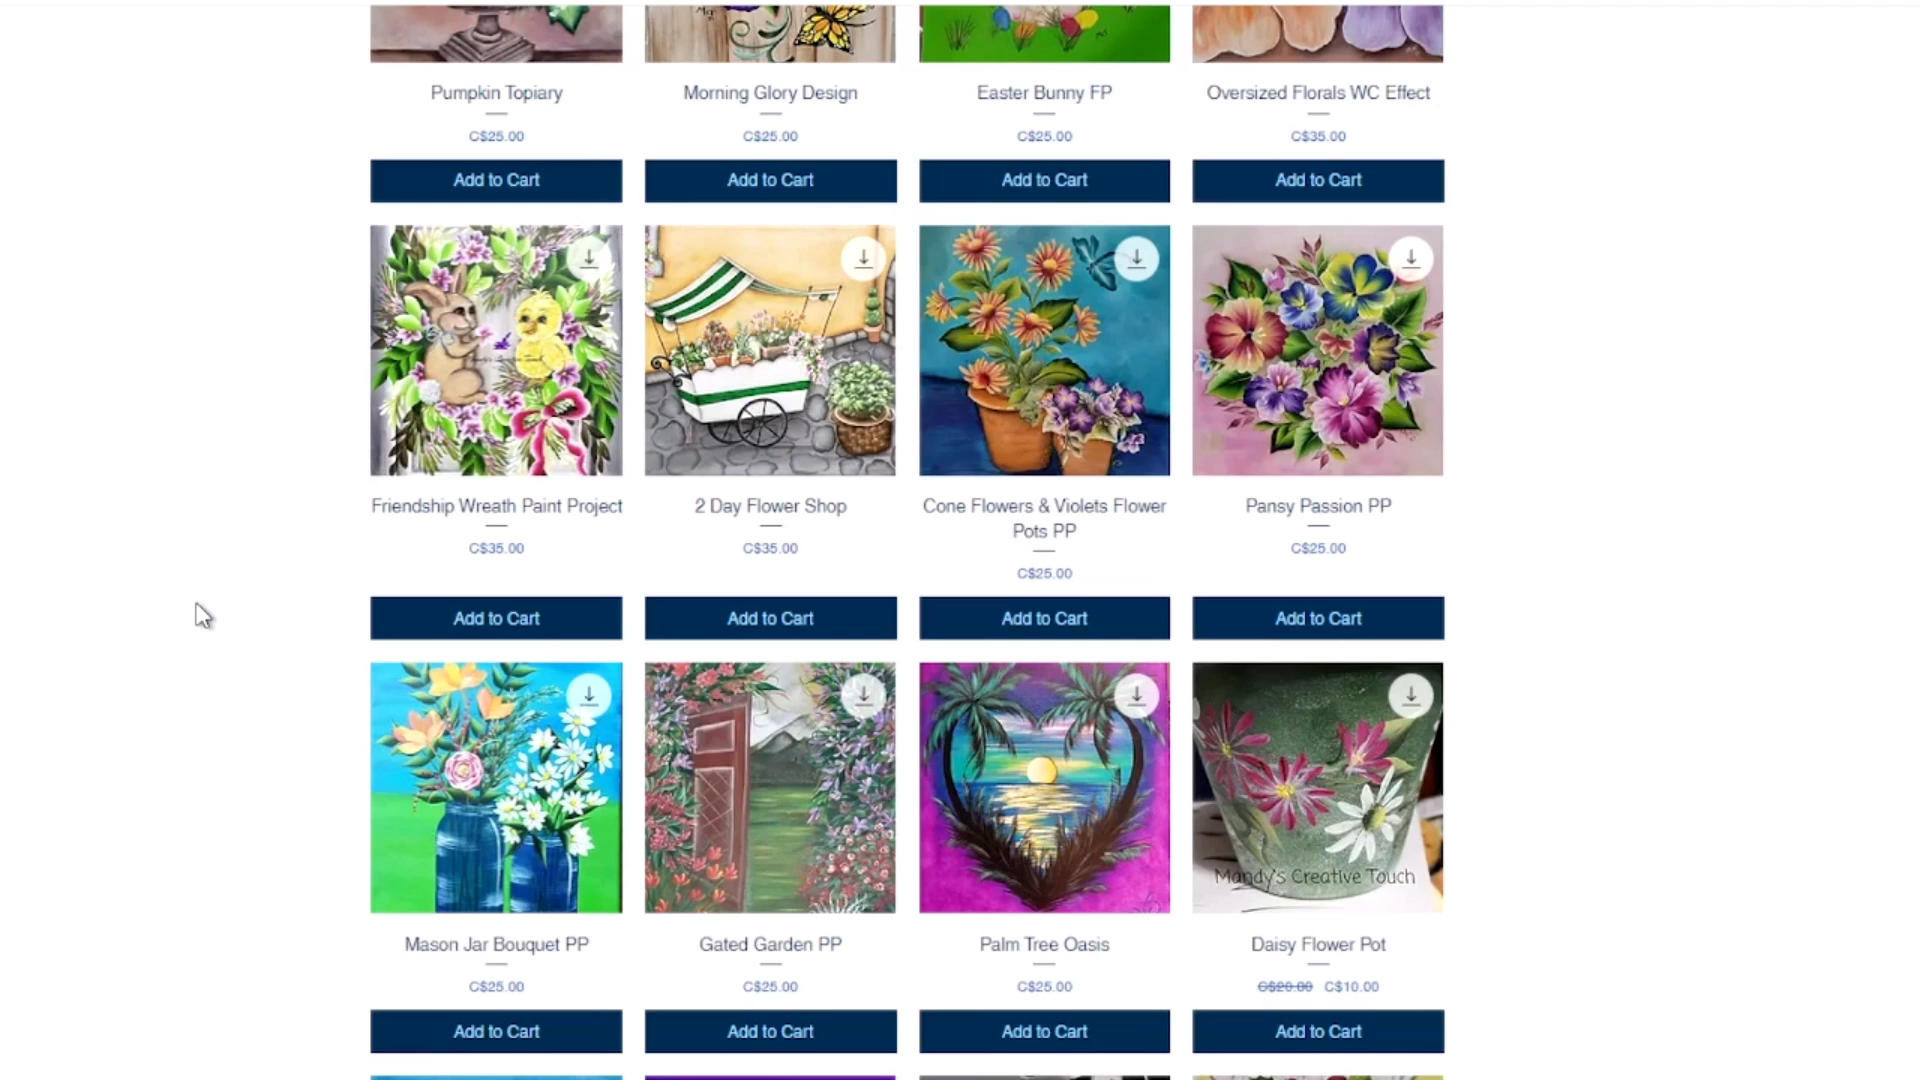 Pumpkin Topiary
Morning Glory Design
Easter Bunny FP
Oversized Florals WC Effect
C$25.00
C$25.00
C$25.00
C$35.00
Add to Cart
Add to Cart
Add to Cart
Add to Cart
Friendship Wreath Paint Project
2 Day Flower Shop
Cone Flowers & Violets Flower
Pots PP
Pansy Passion PP
C$35.00
C$35.00
C$25.00
C$25.00
Add to Cart
Add to Cart
Add to Cart
Add to Cart
Mandy's Creative Touch
Mason Jar Bouquet PP
Gated Garden PP
Palm Tree Oasis
Daisy Flower Pot
C$25.00
C$25.00
C$25.00
C$20.00 C$10.00
Add to Cart
Add to Cart
Add to Cart
Add to Cart